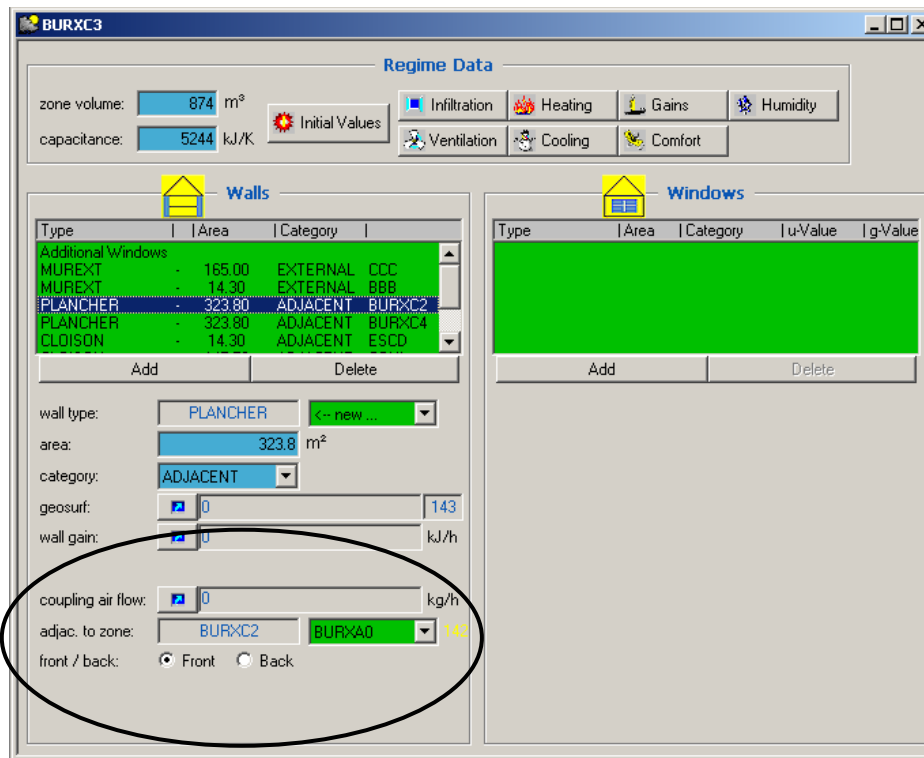 BURXC3
Regime Data
zone volume: 874 m³
capacitance: 5244 kJ/K
Initial Values
Infiltration Heating Gains Humidity
Ventilation Cooling Comfort
Walls
Type Area Category
Additional Windows
MUREXT - 165.00 EXTERNAL CCC
MUREXT - 14.30 EXTERNAL BBB
PLANCHER - 323.80 ADJACENT BURXC2
PLANCHER - 323.80 ADJACENT BURXC4
CLOISON - 14.30 ADJACENT ESCD
Add Delete
wall type: PLANCHER <-- new ...
area: 323.8 m²
category: ADJACENT
geosurf: 0 143
wall gain: 0 kJ/h
coupling air flow: 0 kg/h
adjac. to zone: BURXC2 BURXA0 142
front / back: Front Back
Windows
Type Area Category u-Value g-Value
Add Delete